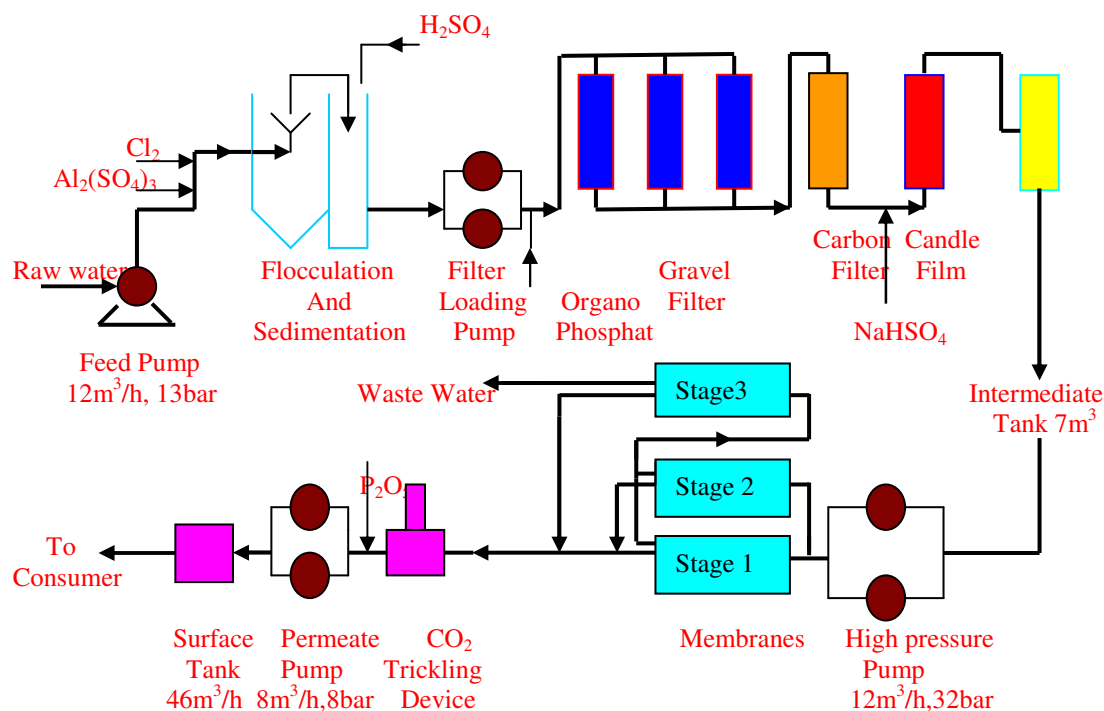 H₂SO₄
Cl₂
Al₂(SO₄)₃
Raw water
Flocculation
And
Sedimentation
Filter
Loading
Pump
Organo
Phosphat
Gravel
Filter
Carbon
Filter
Candle
Film
NaHSO₄
Feed Pump
12m³/h, 13bar
Waste Water
Stage3
Intermediate
Tank 7m³
Stage 2
Stage 1
P₂O₅
To
Consumer
Surface
Tank
46m³/h
Permeate
Pump
8m³/h,8bar
CO₂
Trickling
Device
Membranes
High pressure
Pump
12m³/h,32bar